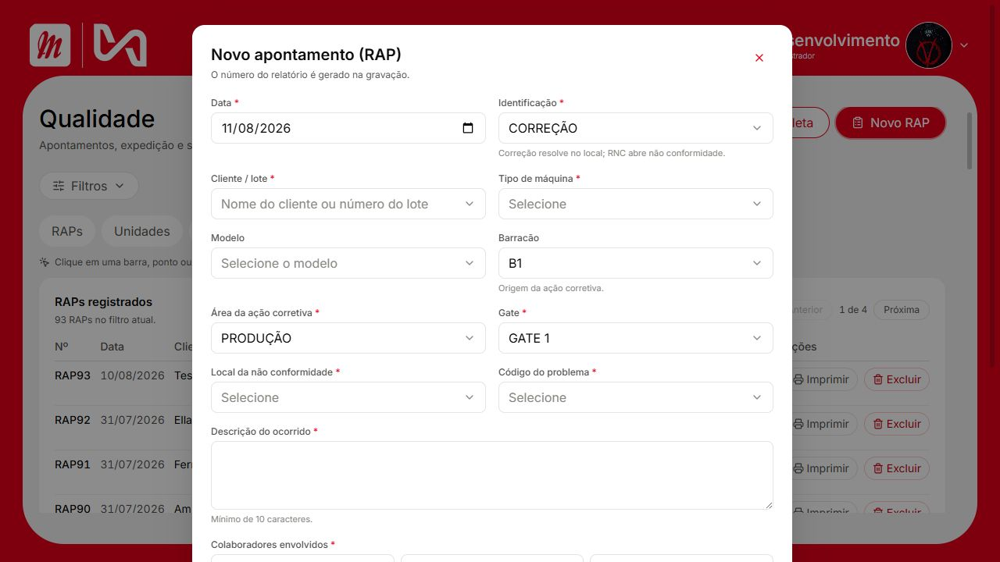 Novo apontamento (RAP)
O número do relatório é gerado na gravação.
senvolvimento
strador
Data *
Identificação *
11/08/2026
CORREÇÃO
Correção resolve no local; RNC abre não conformidade.
Qualidade
Apontamentos, expedição e s
leta
Novo RAP
Filtros
Cliente / lote *
Tipo de máquina *
Nome do cliente ou número do lote
Selecione
RAPs
Unidades
Modelo
Barracão
Selecione o modelo
B1
Origem da ação corretiva.
Clique em uma barra, ponto ou
RAPs registrados
93 RAPs no filtro atual.
Anterior
1 de 4
Próxima
Área da ação corretiva *
Gate *
PRODUÇÃO
GATE 1
Nº
Data
Clie
ções
Local da não conformidade *
Código do problema *
Selecione
Selecione
RAP93
10/08/2026
Tes
Imprimir
Excluir
RAP92
31/07/2026
Ella
Imprimir
Excluir
Descrição do ocorrido *
Mínimo de 10 caracteres.
RAP91
31/07/2026
Fer
Imprimir
Excluir
RAP90
31/07/2026
Am
Imprimir
Excluir
Colaboradores envolvidos *